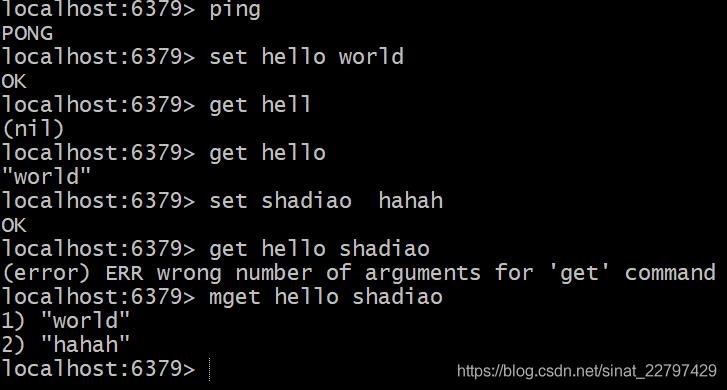 localhost:6379> ping
PONG
localhost:6379> set hello world
OK
localhost:6379> get hell
(nil)
localhost:6379> get hello
"world"
localhost:6379> set shadiao  hahah
OK
localhost:6379> get hello shadiao
(error) ERR wrong number of arguments for 'get' command
localhost:6379> mget hello shadiao
1) "world"
2) "hahah"
localhost:6379>
https://blog.csdn.net/sinat_22797429